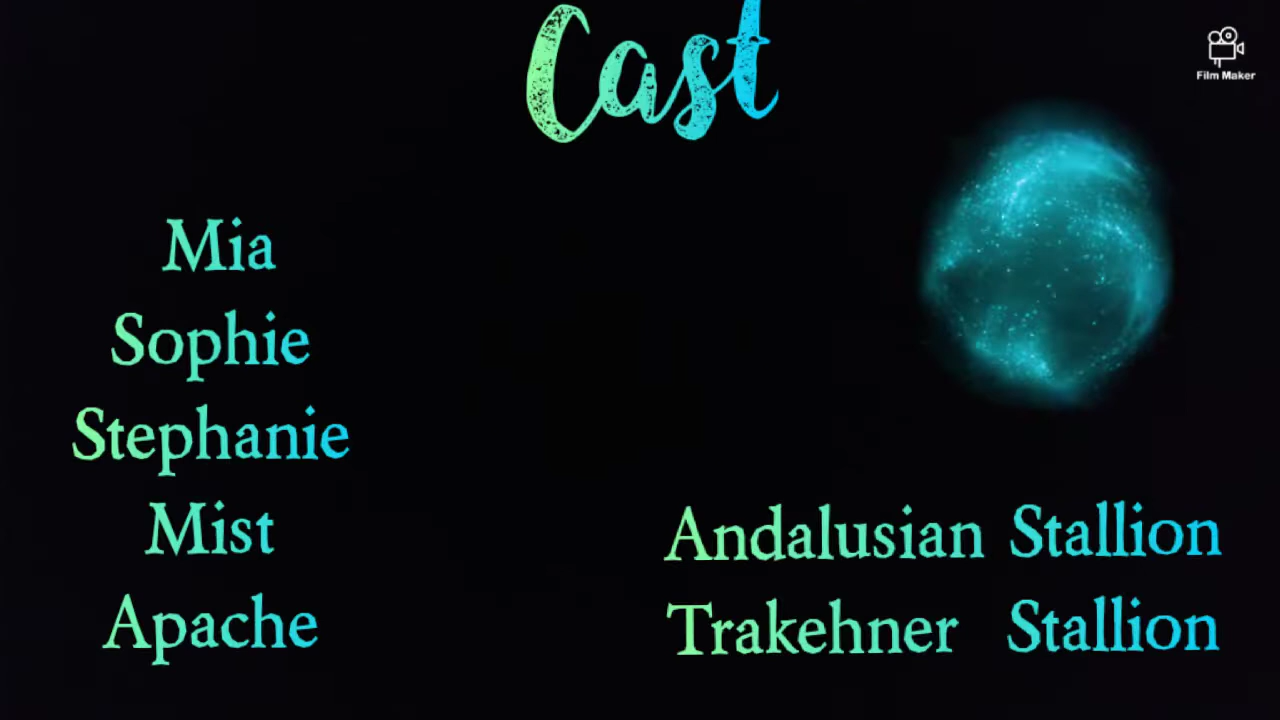 Cast
Film Maker
Mia
Sophie
Stephanie
Mist Andalusian Stallion
Apache Trakehner Stallion